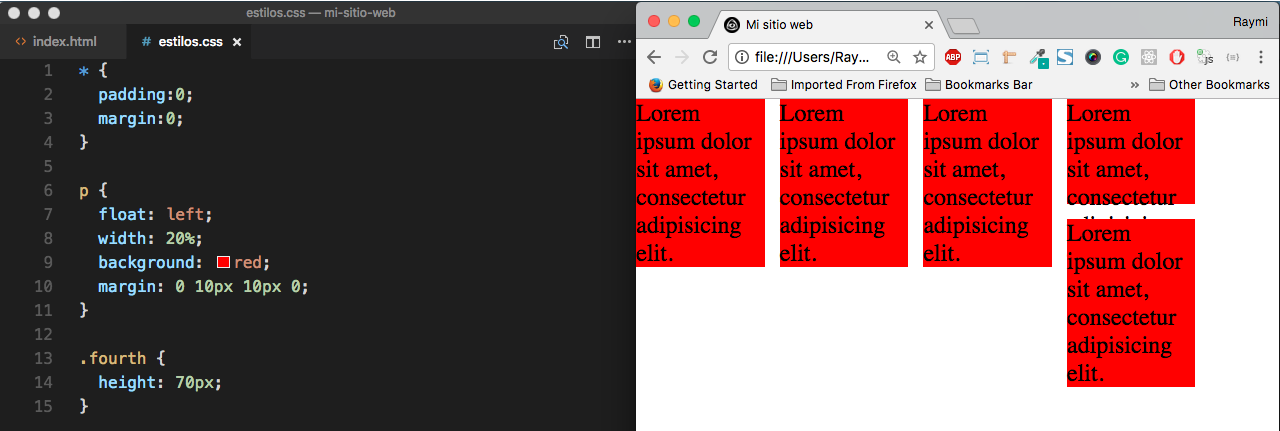 estilos.css — mi-sitio-web
<> index.html
# estilos.css ×
1 * {
2 padding:0;
3 margin:0;
4 }
5
6 p {
7 float: left;
8 width: 20%;
9 background: red;
10 margin: 0 10px 10px 0;
11 }
12
13 .fourth {
14 height: 70px;
15 }
Mi sitio web
Raymi
file:///Users/Ray...
ABP
S
G
js
Getting Started
Imported From Firefox
Bookmarks Bar
»
Other Bookmarks
Lorem
ipsum dolor
sit amet,
consectetur
adipisicing
elit.
Lorem
ipsum dolor
sit amet,
consectetur
adipisicing
elit.
Lorem
ipsum dolor
sit amet,
consectetur
adipisicing
elit.
Lorem
ipsum dolor
sit amet,
consectetur
Lorem
ipsum dolor
sit amet,
consectetur
adipisicing
elit.